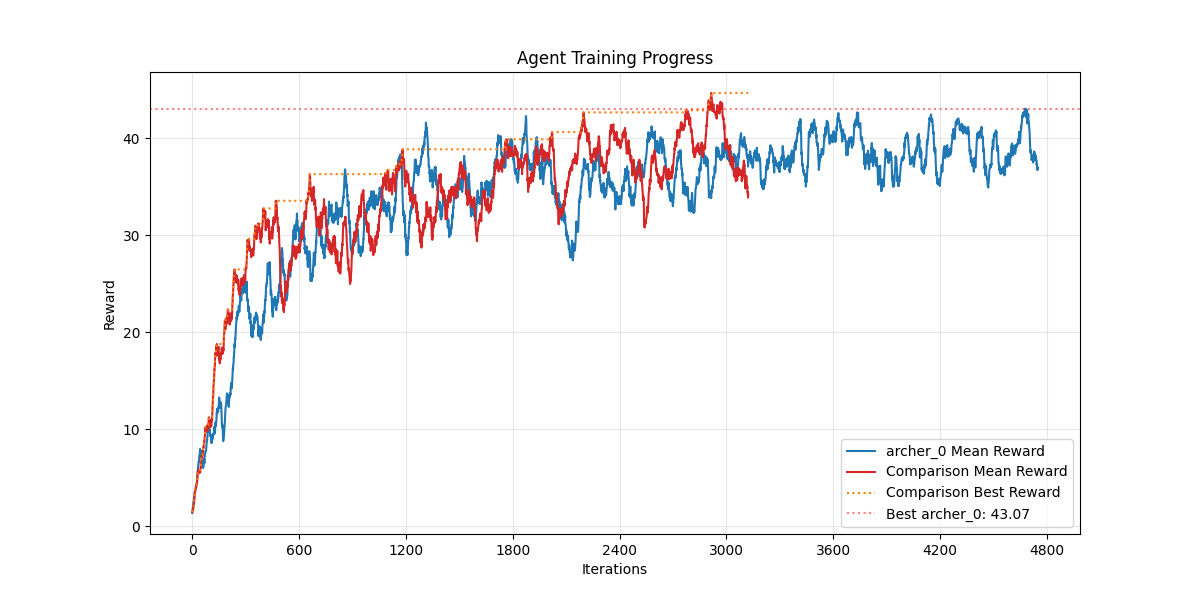 Agent Training Progress
Reward
40
30
20
10
0
0 600 1200 1800 2400 3000 3600 4200 4800
Iterations
archer_0 Mean Reward
Comparison Mean Reward
Comparison Best Reward
Best archer_0: 43.07